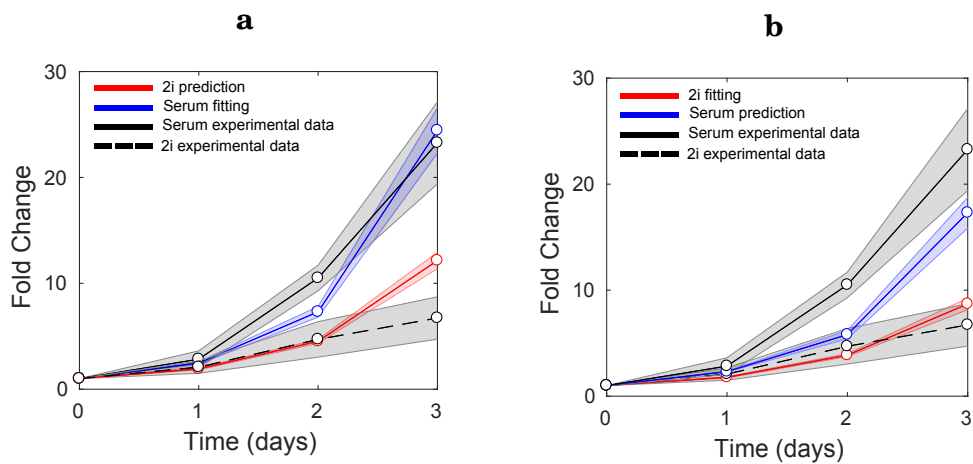 a
30
20
10
0
Fold Change
2i prediction
Serum fitting
Serum experimental data
2i experimental data
0 1 2 3
Time (days)
b
30
20
10
0
Fold Change
2i fitting
Serum prediction
Serum experimental data
2i experimental data
0 1 2 3
Time (days)